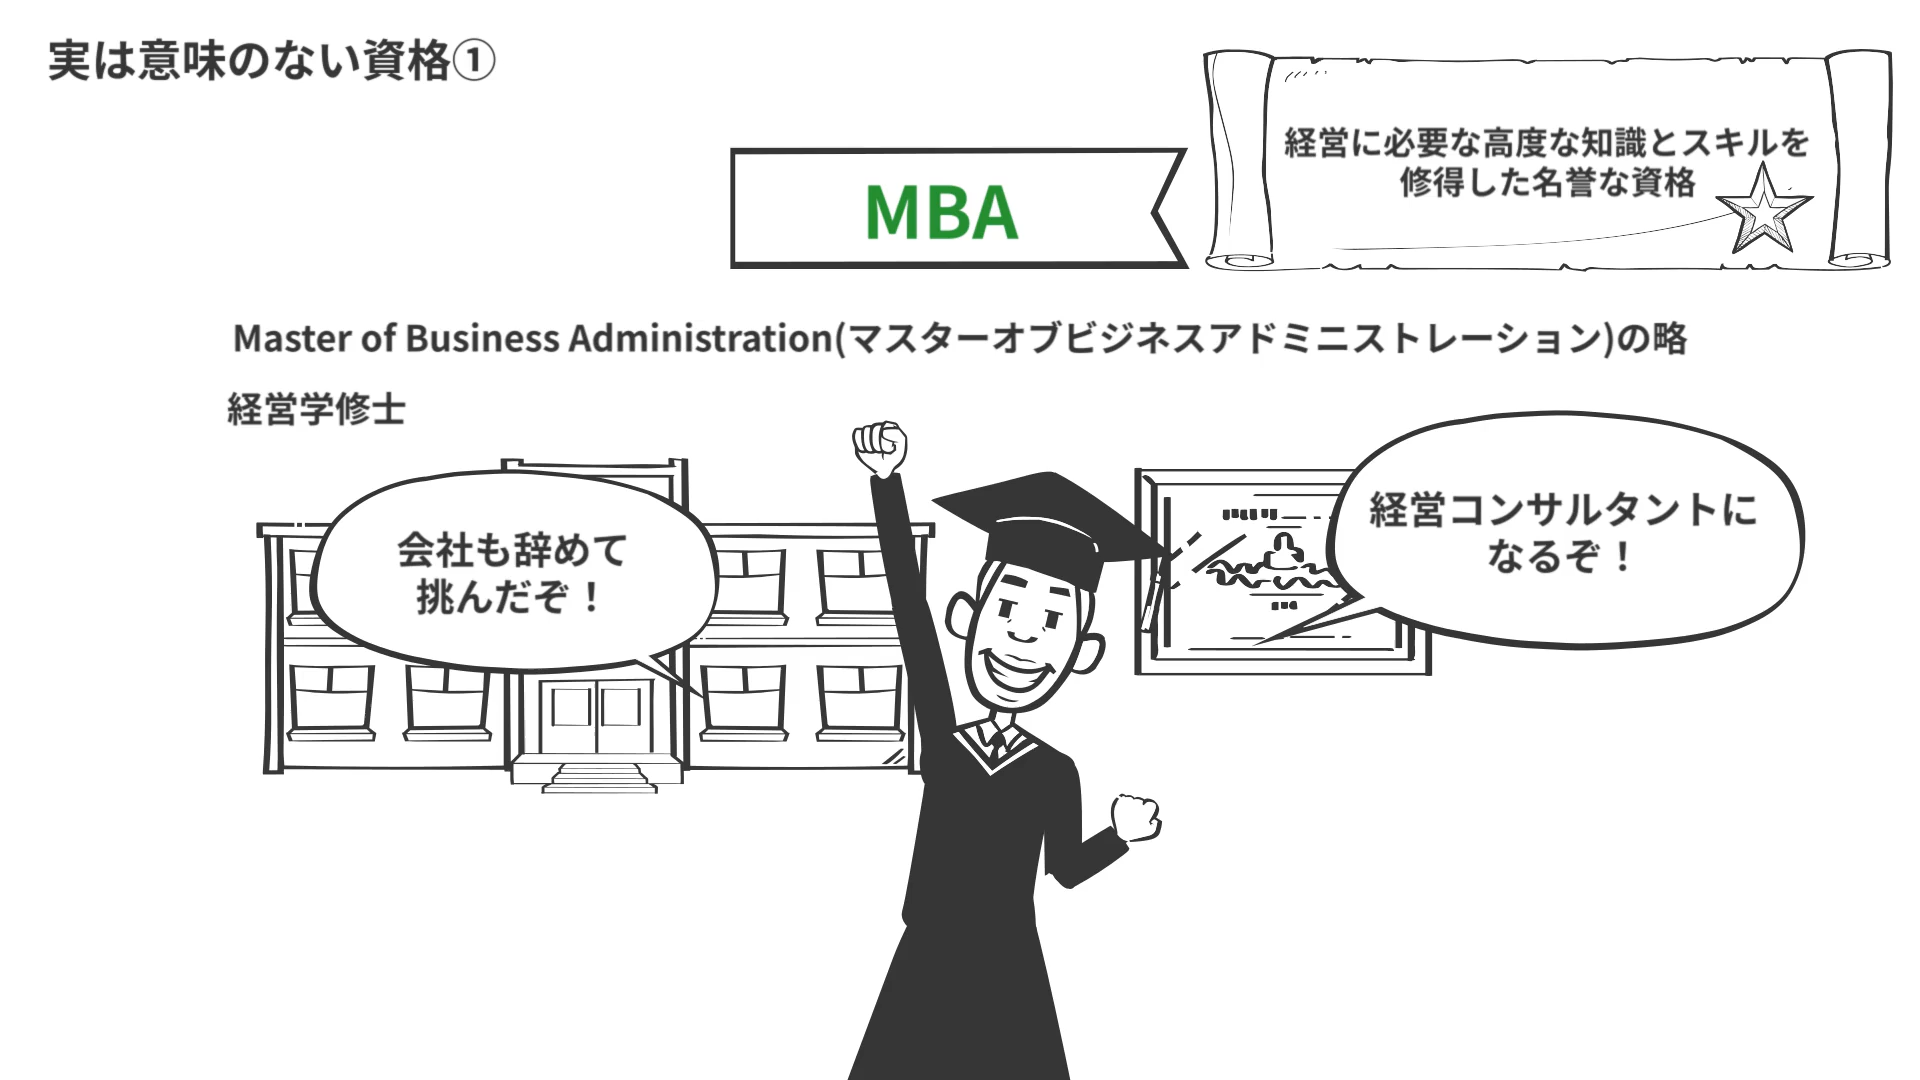 実は意味のない資格①
経営に必要な高度な知識とスキルを
修得した名誉な資格
MBA
Master of Business Administration(マスターオブビジネスアドミニストレーション)の略
経営学修士
会社も辞めて
挑んだぞ！
経営コンサルタントに
なるぞ！